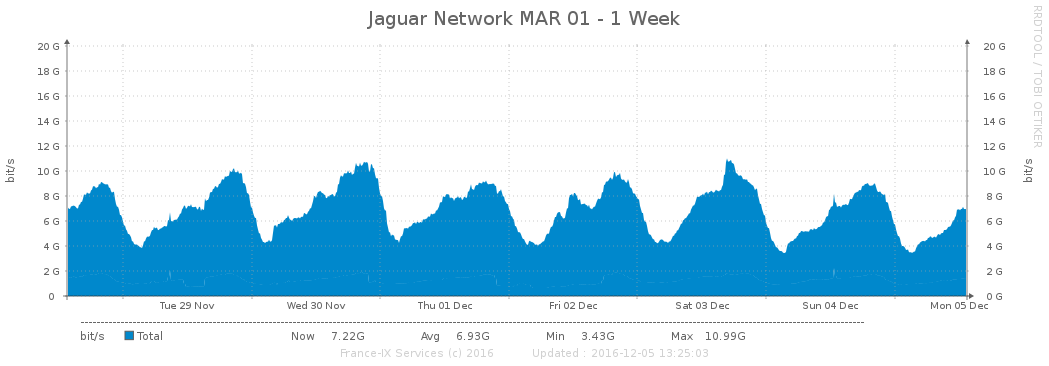 Jaguar Network MAR 01 - 1 Week
RRDTOOL / TOBI OETIKER
20 G 20 G
18 G 18 G
16 G 16 G
14 G 14 G
12 G 12 G
10 G 10 G
8 G 8 G
6 G 6 G
4 G 4 G
2 G 2 G
0 0 G
bit/s
bit/s
Tue 29 Nov Wed 30 Nov Thu 01 Dec Fri 02 Dec Sat 03 Dec Sun 04 Dec Mon 05 Dec
bit/s Total Now 7.22G Avg 6.93G Min 3.43G Max 10.99G
France-IX Services (c) 2016 Updated : 2016-12-05 13:25:03